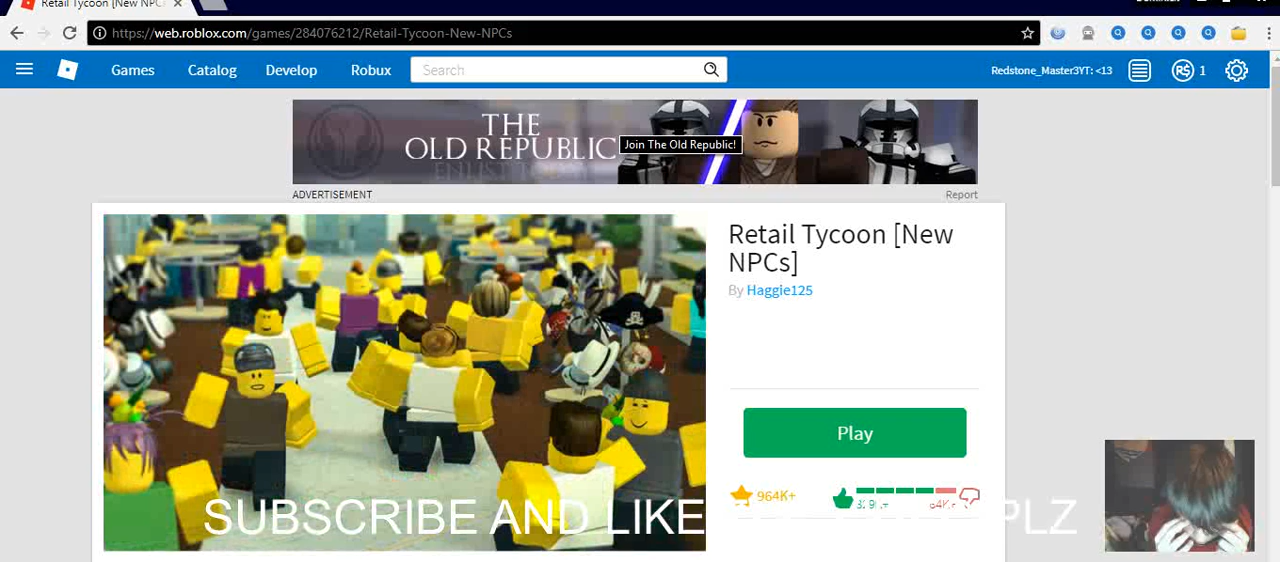 Retail Tycoon [New NPC
https://web.roblox.com/games/284076212/Retail-Tycoon-New-NPCs
Games Catalog Develop Robux Search Redstone_Master3YT: <13 R$ 1
THE
OLD REPUBLIC
ENLIST TODAY
Join The Old Republic!
ADVERTISEMENT Report
Retail Tycoon [New
NPCs]
By Haggie125
Play
964K+
SUBSCRIBE AND LIKE PLZ